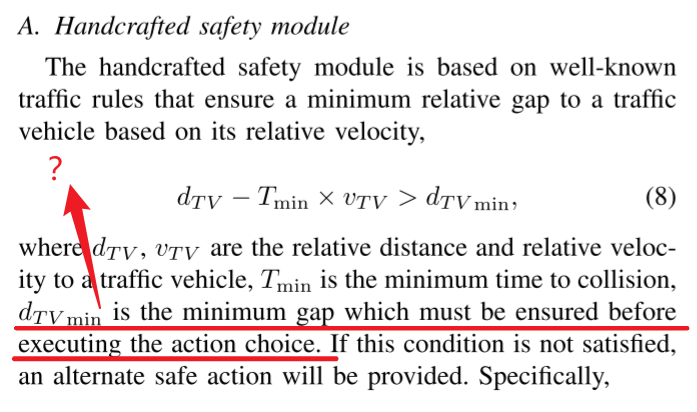 A. Handcrafted safety module
The handcrafted safety module is based on well-known
traffic rules that ensure a minimum relative gap to a traffic
vehicle based on its relative velocity,
?
d_{TV} − T_{min} × v_{TV} > d_{TV min}, (8)
where d_{TV}, v_{TV} are the relative distance and relative veloc-
ity to a traffic vehicle, T_{min} is the minimum time to collision,
d_{TV min} is the minimum gap which must be ensured before
executing the action choice. If this condition is not satisfied,
an alternate safe action will be provided. Specifically,